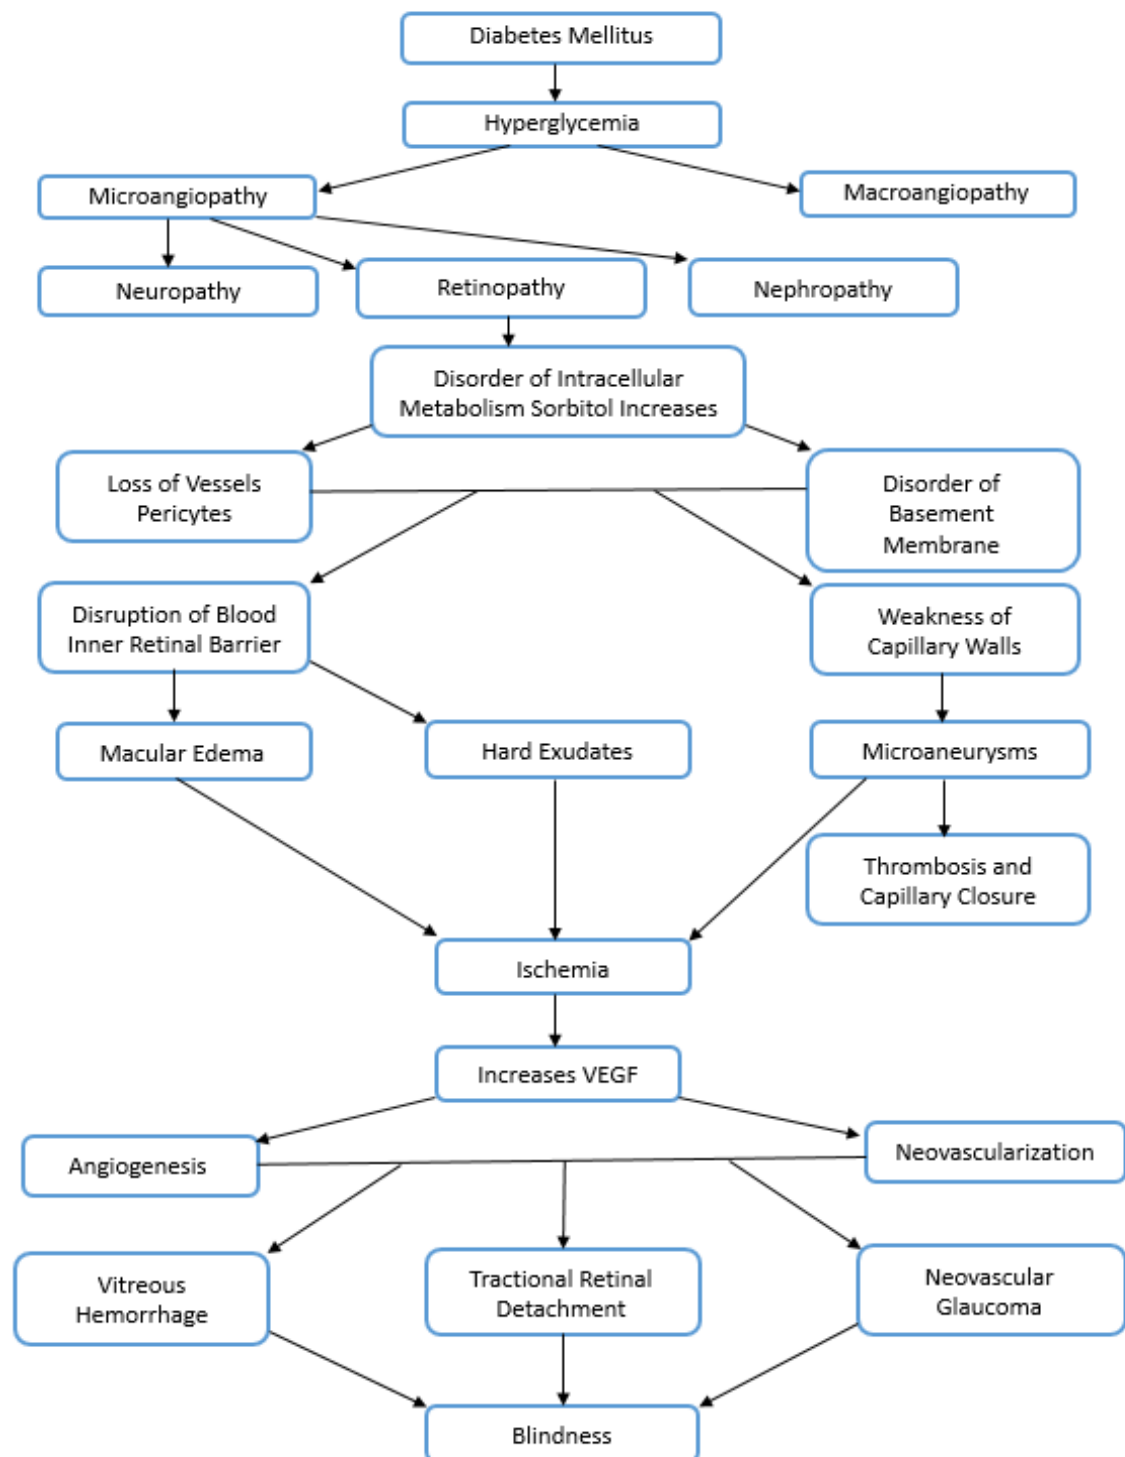 Diabetes Mellitus
Hyperglycemia
Microangiopathy
Macroangiopathy
Neuropathy
Retinopathy
Nephropathy
Disorder of Intracellular
Metabolism Sorbitol Increases
Loss of Vessels
Pericytes
Disorder of
Basement
Membrane
Disruption of Blood
Inner Retinal Barrier
Weakness of
Capillary Walls
Macular Edema
Hard Exudates
Microaneurysms
Thrombosis and
Capillary Closure
Ischemia
Increases VEGF
Angiogenesis
Neovascularization
Vitreous
Hemorrhage
Tractional Retinal
Detachment
Neovascular
Glaucoma
Blindness